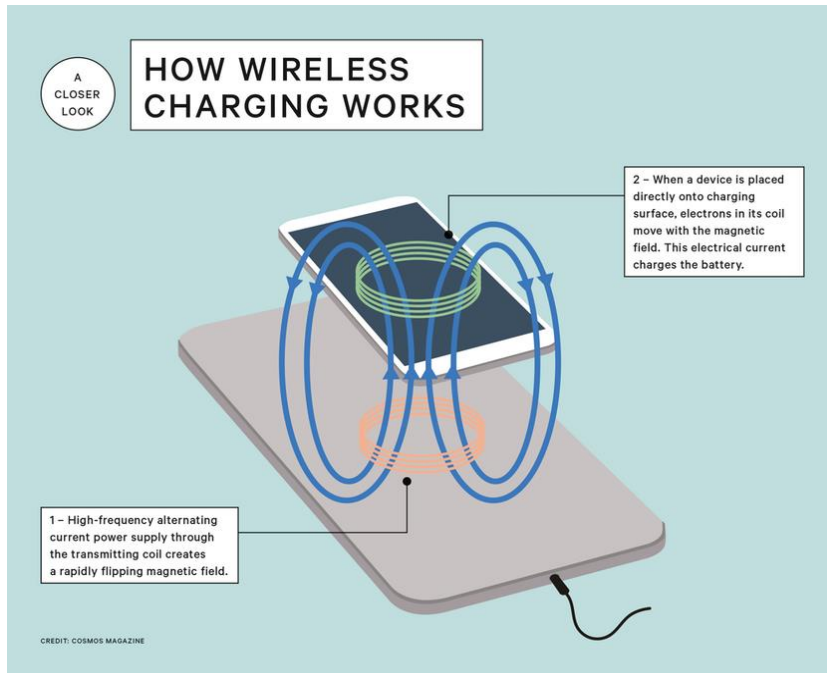 A
CLOSER
LOOK
HOW WIRELESS
CHARGING WORKS
2 – When a device is placed
directly onto charging
surface, electrons in its coil
move with the magnetic
field. This electrical current
charges the battery.
1 – High-frequency alternating
current power supply through
the transmitting coil creates
a rapidly flipping magnetic field.
CREDIT: COSMOS MAGAZINE